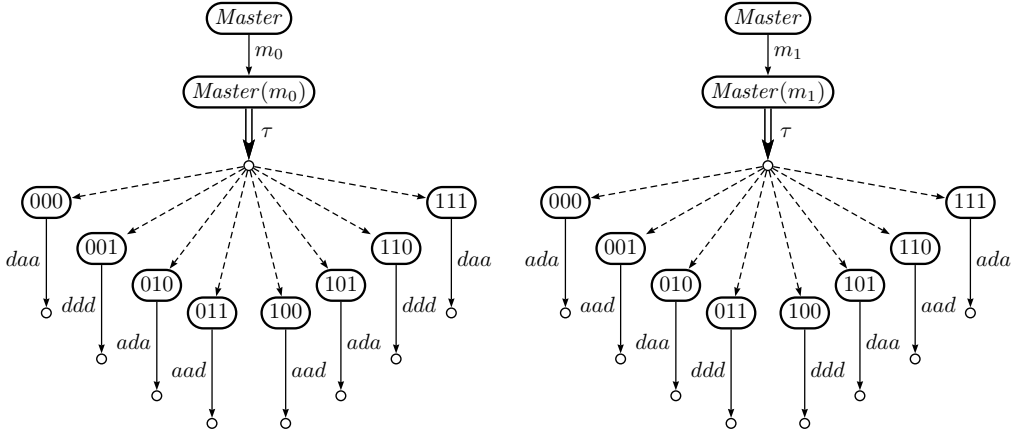 Master
m₀
Master(m₀)
τ
000
111
001
110
010
101
011
100
daa
daa
ddd
ddd
ada
ada
aad
aad
Master
m₁
Master(m₁)
τ
000
111
001
110
010
101
011
100
ada
ada
aad
aad
daa
daa
ddd
ddd